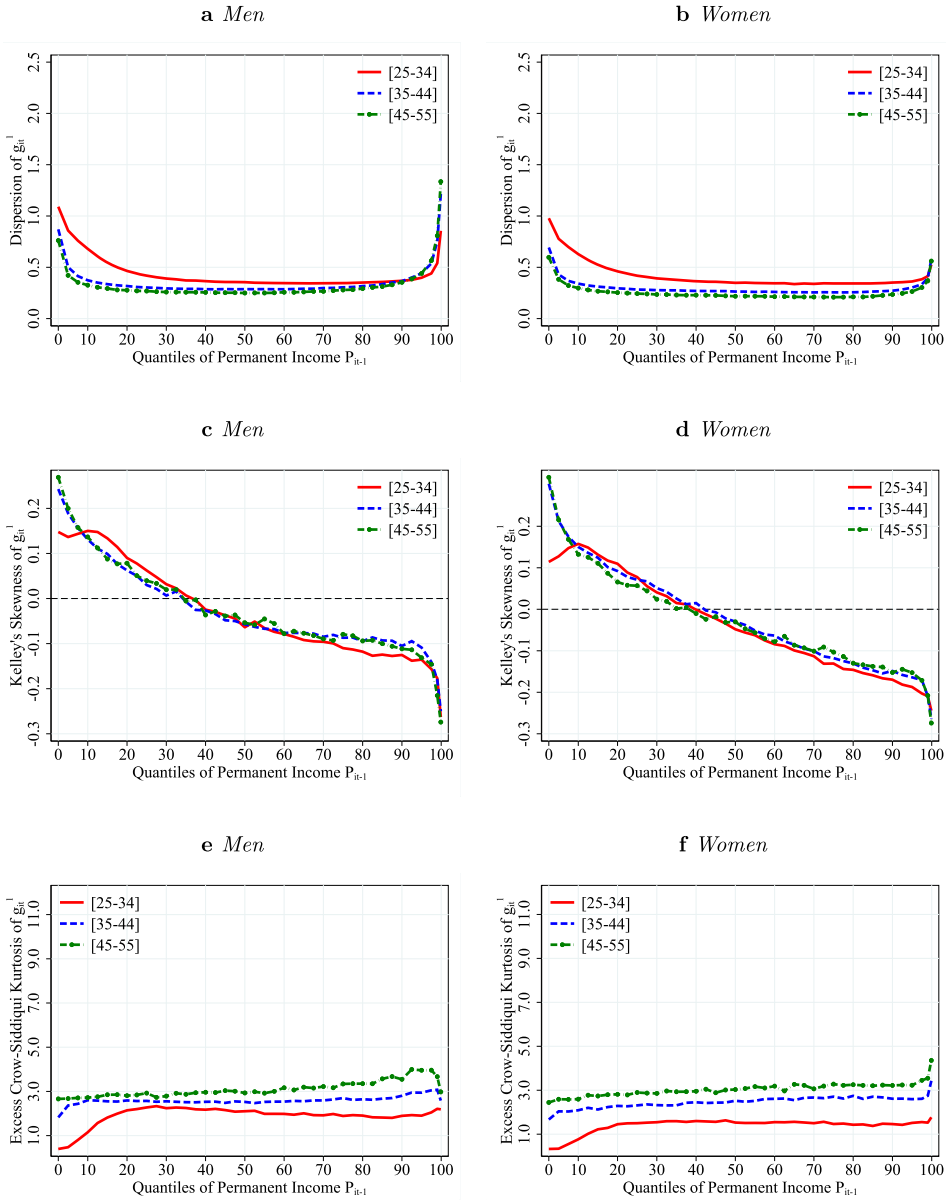 a Men
Dispersion of g_it^1
2.5
2.0
1.5
1.0
0.5
0.0
[25-34]
[35-44]
[45-55]
0 10 20 30 40 50 60 70 80 90 100
Quantiles of Permanent Income P_it-1
b Women
Dispersion of g_it^1
2.5
2.0
1.5
1.0
0.5
0.0
[25-34]
[35-44]
[45-55]
0 10 20 30 40 50 60 70 80 90 100
Quantiles of Permanent Income P_it-1
c Men
Kelley's Skewness of g_it^1
0.2
0.1
0.0
-0.1
-0.2
-0.3
[25-34]
[35-44]
[45-55]
0 10 20 30 40 50 60 70 80 90 100
Quantiles of Permanent Income P_it-1
d Women
Kelley's Skewness of g_it^1
0.2
0.1
0.0
-0.1
-0.2
-0.3
[25-34]
[35-44]
[45-55]
0 10 20 30 40 50 60 70 80 90 100
Quantiles of Permanent Income P_it-1
e Men
Excess Crow-Siddiqui Kurtosis of g_it^1
11.0
9.0
7.0
5.0
3.0
1.0
[25-34]
[35-44]
[45-55]
0 10 20 30 40 50 60 70 80 90 100
Quantiles of Permanent Income P_it-1
f Women
Excess Crow-Siddiqui Kurtosis of g_it^1
11.0
9.0
7.0
5.0
3.0
1.0
[25-34]
[35-44]
[45-55]
0 10 20 30 40 50 60 70 80 90 100
Quantiles of Permanent Income P_it-1